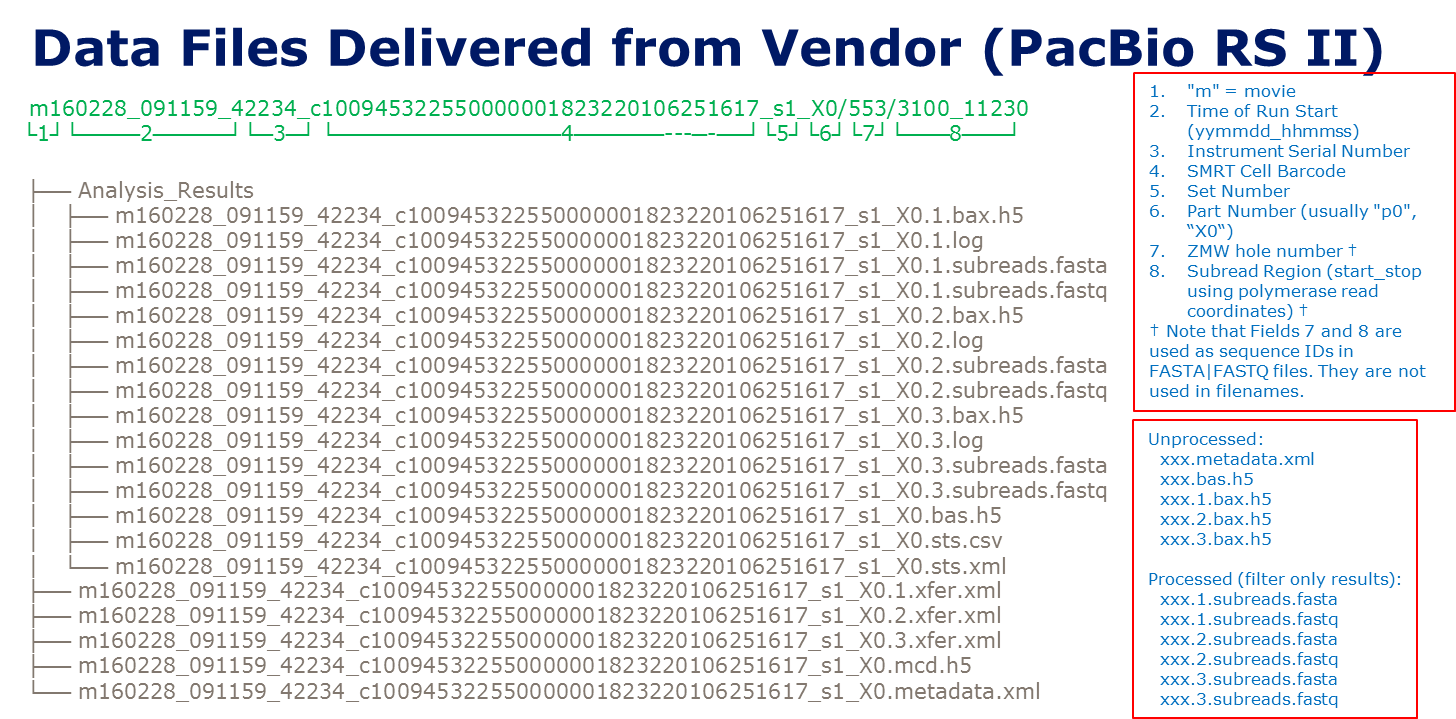 Data Files Delivered from Vendor (PacBio RS II)
m160228_091159_42234_c100945322550000001823220106251617_s1_X0/553/3100_11230
└1┘└───2─────┘└─3─┘ └──────────4──────---─-──┘└5┘└6┘└7┘└──8───┘
├── Analysis_Results
│   ├── m160228_091159_42234_c100945322550000001823220106251617_s1_X0.1.bax.h5
│   ├── m160228_091159_42234_c100945322550000001823220106251617_s1_X0.1.log
│   ├── m160228_091159_42234_c100945322550000001823220106251617_s1_X0.1.subreads.fasta
│   ├── m160228_091159_42234_c100945322550000001823220106251617_s1_X0.1.subreads.fastq
│   ├── m160228_091159_42234_c100945322550000001823220106251617_s1_X0.2.bax.h5
│   ├── m160228_091159_42234_c100945322550000001823220106251617_s1_X0.2.log
│   ├── m160228_091159_42234_c100945322550000001823220106251617_s1_X0.2.subreads.fasta
│   ├── m160228_091159_42234_c100945322550000001823220106251617_s1_X0.2.subreads.fastq
│   ├── m160228_091159_42234_c100945322550000001823220106251617_s1_X0.3.bax.h5
│   ├── m160228_091159_42234_c100945322550000001823220106251617_s1_X0.3.log
│   ├── m160228_091159_42234_c100945322550000001823220106251617_s1_X0.3.subreads.fasta
│   ├── m160228_091159_42234_c100945322550000001823220106251617_s1_X0.3.subreads.fastq
│   ├── m160228_091159_42234_c100945322550000001823220106251617_s1_X0.bas.h5
│   ├── m160228_091159_42234_c100945322550000001823220106251617_s1_X0.sts.csv
│   └── m160228_091159_42234_c100945322550000001823220106251617_s1_X0.sts.xml
├── m160228_091159_42234_c100945322550000001823220106251617_s1_X0.1.xfer.xml
├── m160228_091159_42234_c100945322550000001823220106251617_s1_X0.2.xfer.xml
├── m160228_091159_42234_c100945322550000001823220106251617_s1_X0.3.xfer.xml
├── m160228_091159_42234_c100945322550000001823220106251617_s1_X0.mcd.h5
└── m160228_091159_42234_c100945322550000001823220106251617_s1_X0.metadata.xml
1. "m" = movie
2. Time of Run Start
(yymmdd_hhmmss)
3. Instrument Serial Number
4. SMRT Cell Barcode
5. Set Number
6. Part Number (usually "p0",
“X0“)
7. ZMW hole number †
8. Subread Region (start_stop
using polymerase read
coordinates) †
† Note that Fields 7 and 8 are
used as sequence IDs in
FASTA|FASTQ files. They are not
used in filenames.
Unprocessed:
xxx.metadata.xml
xxx.bas.h5
xxx.1.bax.h5
xxx.2.bax.h5
xxx.3.bax.h5
Processed (filter only results):
xxx.1.subreads.fasta
xxx.1.subreads.fastq
xxx.2.subreads.fasta
xxx.2.subreads.fastq
xxx.3.subreads.fasta
xxx.3.subreads.fastq